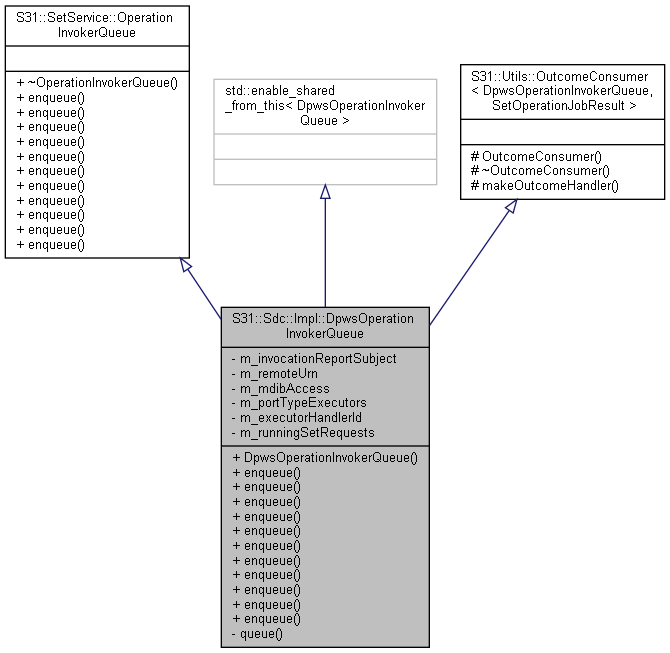 S31::SetService::Operation
InvokerQueue
+ ~OperationInvokerQueue()
+ enqueue()
+ enqueue()
+ enqueue()
+ enqueue()
+ enqueue()
+ enqueue()
+ enqueue()
+ enqueue()
+ enqueue()
+ enqueue()
+ enqueue()
std::enable_shared
_from_this< DpwsOperationInvoker
Queue >
S31::Utils::OutcomeConsumer
< DpwsOperationInvokerQueue,
SetOperationJobResult >
# OutcomeConsumer()
# ~OutcomeConsumer()
# makeOutcomeHandler()
S31::Sdc::Impl::DpwsOperation
InvokerQueue
- m_invocationReportSubject
- m_remoteUrn
- m_mdibAccess
- m_portTypeExecutors
- m_executorHandlerId
- m_runningSetRequests
+ DpwsOperationInvokerQueue()
+ enqueue()
+ enqueue()
+ enqueue()
+ enqueue()
+ enqueue()
+ enqueue()
+ enqueue()
+ enqueue()
+ enqueue()
+ enqueue()
+ enqueue()
- queue()